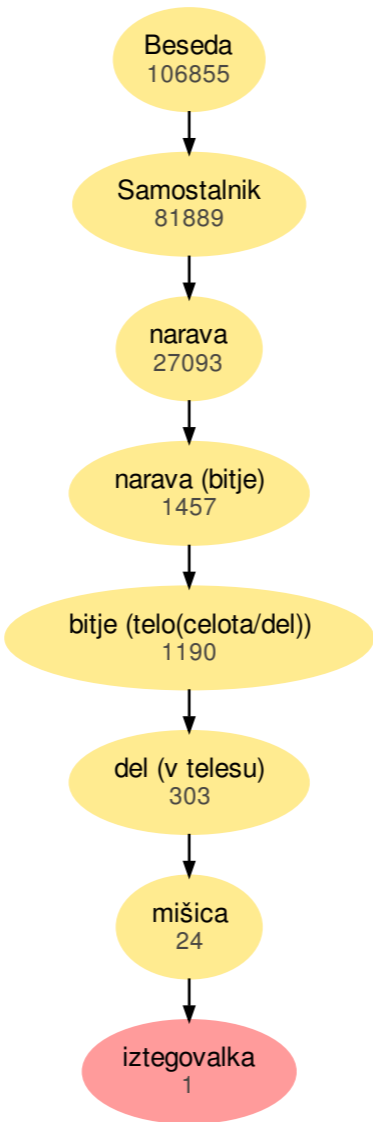 Beseda
106855
Samostalnik
81889
narava
27093
narava (bitje)
1457
bitje (telo(celota/del))
1190
del (v telesu)
303
mišica
24
iztegovalka
1